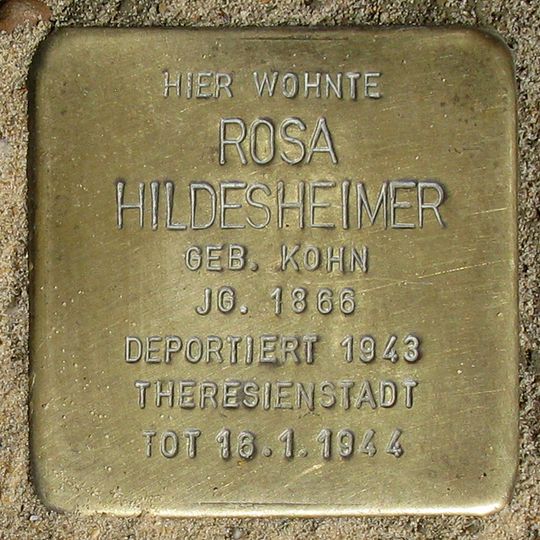 HIER WOHNTE
ROSA
HILDESHEIMER
GEB. KOHN
JG. 1866
DEPORTIERT 1943
THERESIENSTADT
TOT 16.1.1944